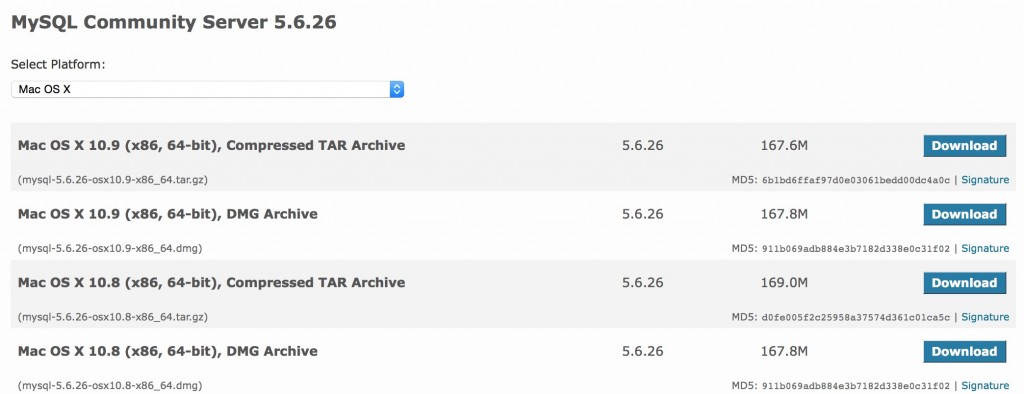 MySQL Community Server 5.6.26
Select Platform:
Mac OS X
Mac OS X 10.9 (x86, 64-bit), Compressed TAR Archive 5.6.26 167.6M Download
(mysql-5.6.26-osx10.9-x86_64.tar.gz) MD5: 6b1bd6ffaf97d0e03061bedd00dc4a0c | Signature
Mac OS X 10.9 (x86, 64-bit), DMG Archive 5.6.26 167.8M Download
(mysql-5.6.26-osx10.9-x86_64.dmg) MD5: 911b069adb884e3b7182d338e0c31f02 | Signature
Mac OS X 10.8 (x86, 64-bit), Compressed TAR Archive 5.6.26 169.0M Download
(mysql-5.6.26-osx10.8-x86_64.tar.gz) MD5: d0fe005f2c25958a37574d361c01ca5c | Signature
Mac OS X 10.8 (x86, 64-bit), DMG Archive 5.6.26 167.8M Download
(mysql-5.6.26-osx10.8-x86_64.dmg) MD5: 911b069adb884e3b7182d338e0c31f02 | Signature